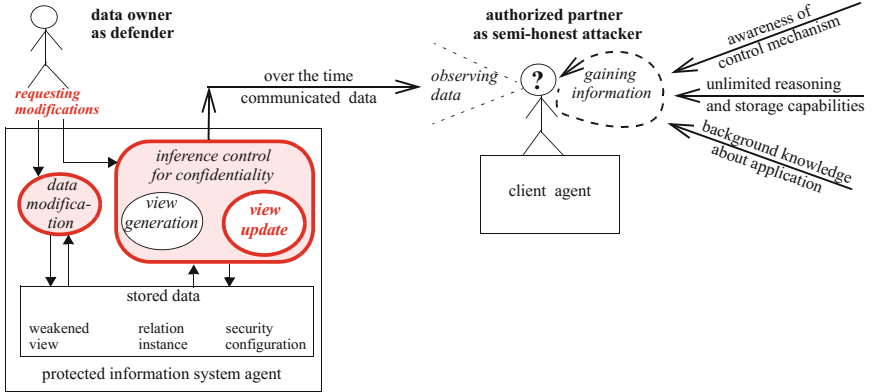 data owner
as defender
requesting
modifications
inference control
for confidentiality
data
modifica-
tion
view
generation
view
update
stored data
weakened
view
relation
instance
security
configuration
protected information system agent
over the time
communicated data
authorized partner
as semi-honest attacker
observing
data
?
gaining
information
client agent
awareness of
control mechanism
unlimited reasoning
and storage capabilities
background knowledge
about application